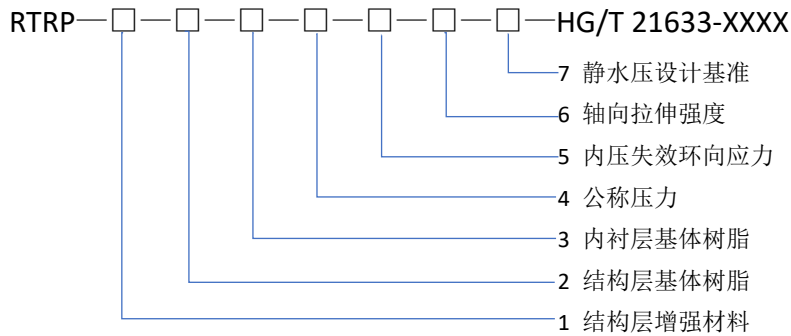 RTRP—□—□—□—□—□—□—□—HG/T 21633-XXXX
7 静水压设计基准
6 轴向拉伸强度
5 内压失效环向应力
4 公称压力
3 内衬层基体树脂
2 结构层基体树脂
1 结构层增强材料